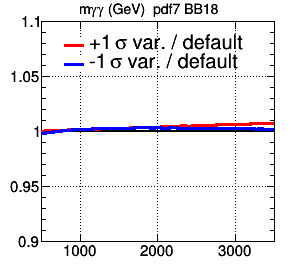 mγγ (GeV) pdf7 BB18
1.1
+1 σ var. / default
-1 σ var. / default
1.05
1
0.95
0.9
1000 2000 3000